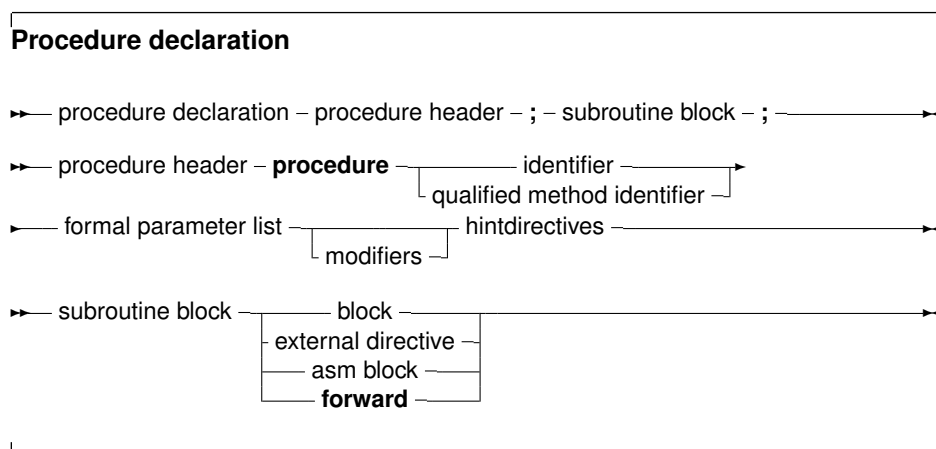 Procedure declaration
procedure declaration procedure header ; subroutine block ;
procedure header procedure identifier
qualified method identifier
formal parameter list hintdirectives
modifiers
subroutine block block
external directive
asm block
forward